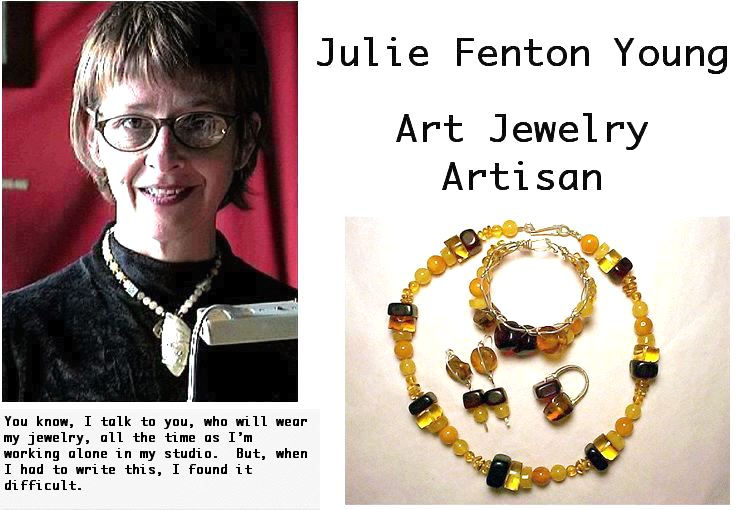 Julie Fenton Young
Art Jewelry
Artisan
You know, I talk to you, who will wear
my jewelry, all the time as I'm
working alone in my studio.  But, when
I had to write this, I found it
difficult.